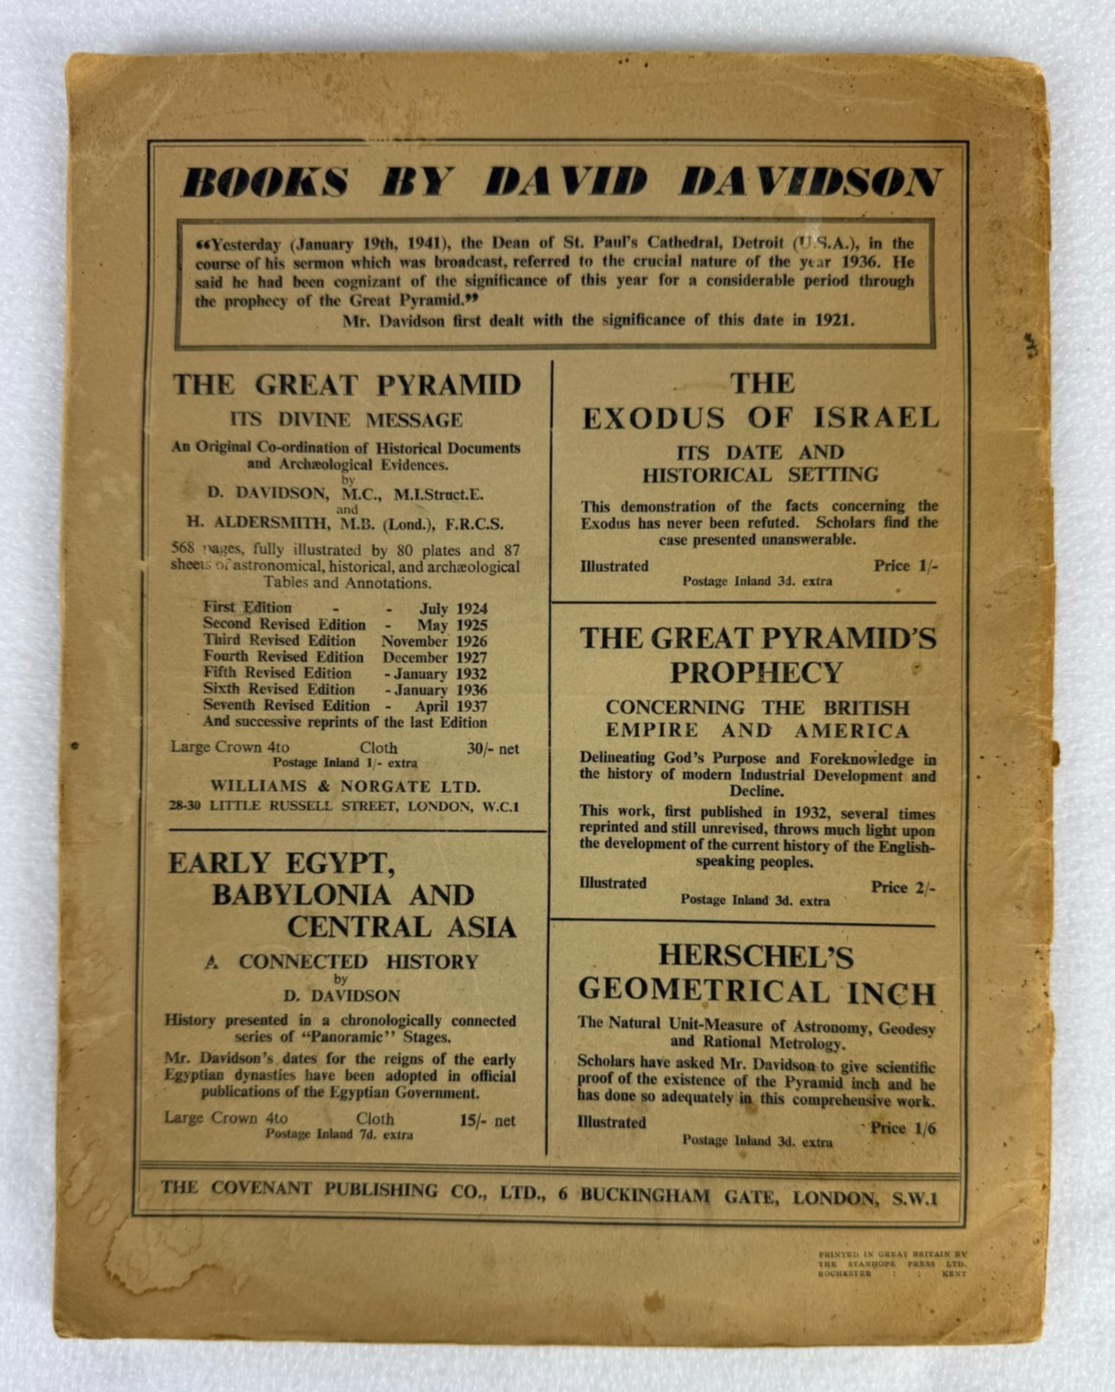 BOOKS BY DAVID DAVIDSON
“Yesterday (January 19th, 1941), the Dean of St. Paul's Cathedral, Detroit (U.S.A.), in the
course of his sermon which was broadcast, referred to the crucial nature of the year 1936. He
said he had been cognizant of the significance of this year for a considerable period through
the prophecy of the Great Pyramid.”
Mr. Davidson first dealt with the significance of this date in 1921.
THE GREAT PYRAMID
ITS DIVINE MESSAGE
An Original Co-ordination of Historical Documents
and Archæological Evidences.
by
D. DAVIDSON, M.C., M.I.Struct.E.
and
H. ALDERSMITH, M.B. (Lond.), F.R.C.S.
568 pages, fully illustrated by 80 plates and 87
sheets of astronomical, historical, and archæological
Tables and Annotations.
First Edition - - July 1924
Second Revised Edition - May 1925
Third Revised Edition November 1926
Fourth Revised Edition December 1927
Fifth Revised Edition - January 1932
Sixth Revised Edition - January 1936
Seventh Revised Edition - April 1937
And successive reprints of the last Edition
Large Crown 4to Cloth 30/- net
Postage Inland 1/- extra
WILLIAMS & NORGATE LTD.
28-30 LITTLE RUSSELL STREET, LONDON, W.C.1
EARLY EGYPT,
BABYLONIA AND
CENTRAL ASIA
A CONNECTED HISTORY
by
D. DAVIDSON
History presented in a chronologically connected
series of “Panoramic” Stages.
Mr. Davidson's dates for the reigns of the early
Egyptian dynasties have been adopted in official
publications of the Egyptian Government.
Large Crown 4to Cloth 15/- net
Postage Inland 7d. extra
THE
EXODUS OF ISRAEL
ITS DATE AND
HISTORICAL SETTING
This demonstration of the facts concerning the
Exodus has never been refuted. Scholars find the
case presented unanswerable.
Illustrated Price 1/-
Postage Inland 3d. extra
THE GREAT PYRAMID'S
PROPHECY
CONCERNING THE BRITISH
EMPIRE AND AMERICA
Delineating God's Purpose and Foreknowledge in
the history of modern Industrial Development and
Decline.
This work, first published in 1932, several times
reprinted and still unrevised, throws much light upon
the development of the current history of the English-
speaking peoples.
Illustrated Price 2/-
Postage Inland 3d. extra
HERSCHEL'S
GEOMETRICAL INCH
The Natural Unit-Measure of Astronomy, Geodesy
and Rational Metrology.
Scholars have asked Mr. Davidson to give scientific
proof of the existence of the Pyramid inch and he
has done so adequately in this comprehensive work.
Illustrated Price 1/6
Postage Inland 3d. extra
THE COVENANT PUBLISHING CO., LTD., 6 BUCKINGHAM GATE, LONDON, S.W.1
PRINTED IN GREAT BRITAIN BY
THE STANHOPE PRESS LTD.
ROCHESTER : : KENT